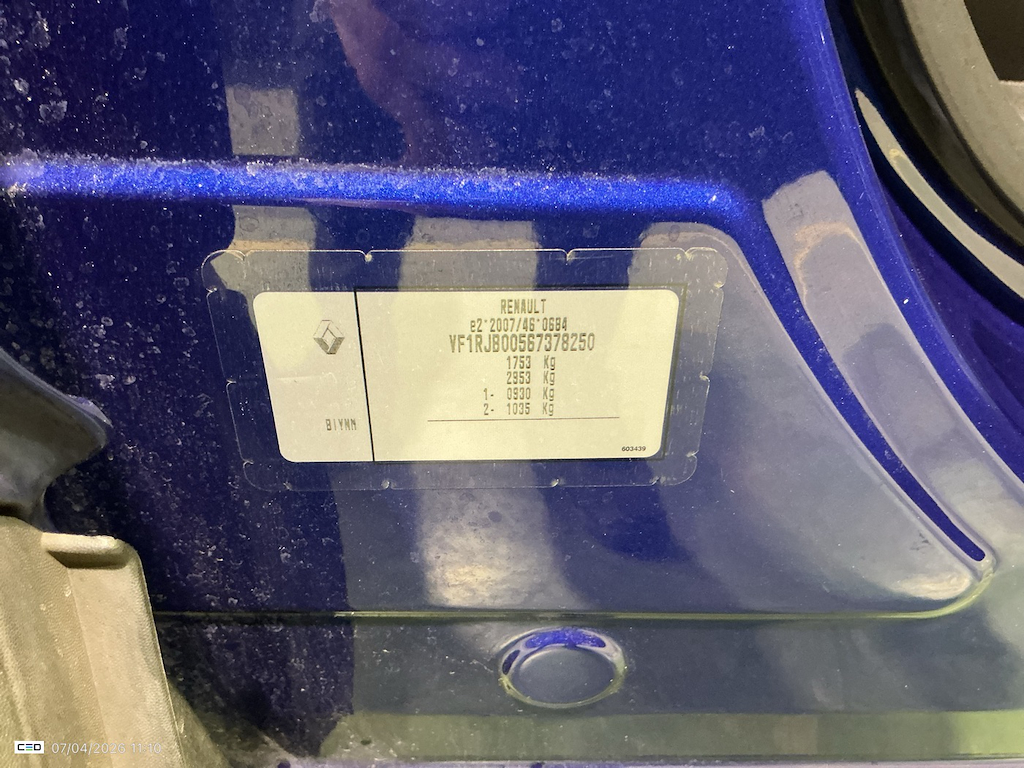 RENAULT
e2*2007/46*0684
VF1RJB00567378250
1753 Kg
2953 Kg
1- 0930 Kg
2- 1035 Kg
603439
CEO 07/04/2026 11:10